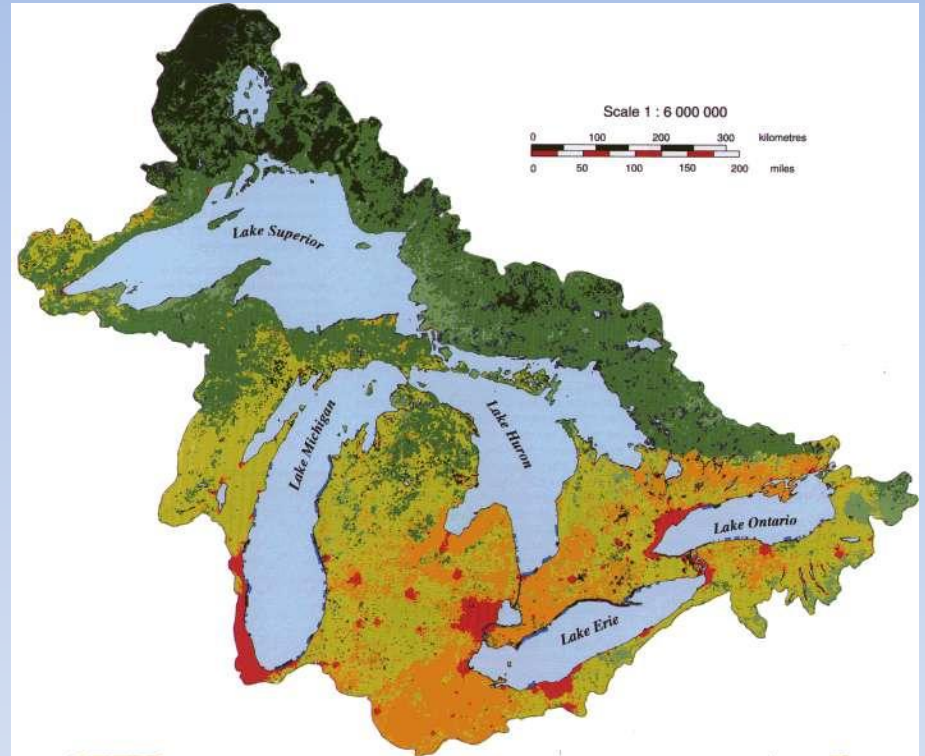 Scale 1 : 6 000 000
0 100 200 300 kilometres
0 50 100 150 200 miles
Lake Superior
Lake Michigan
Lake Huron
Lake Ontario
Lake Erie